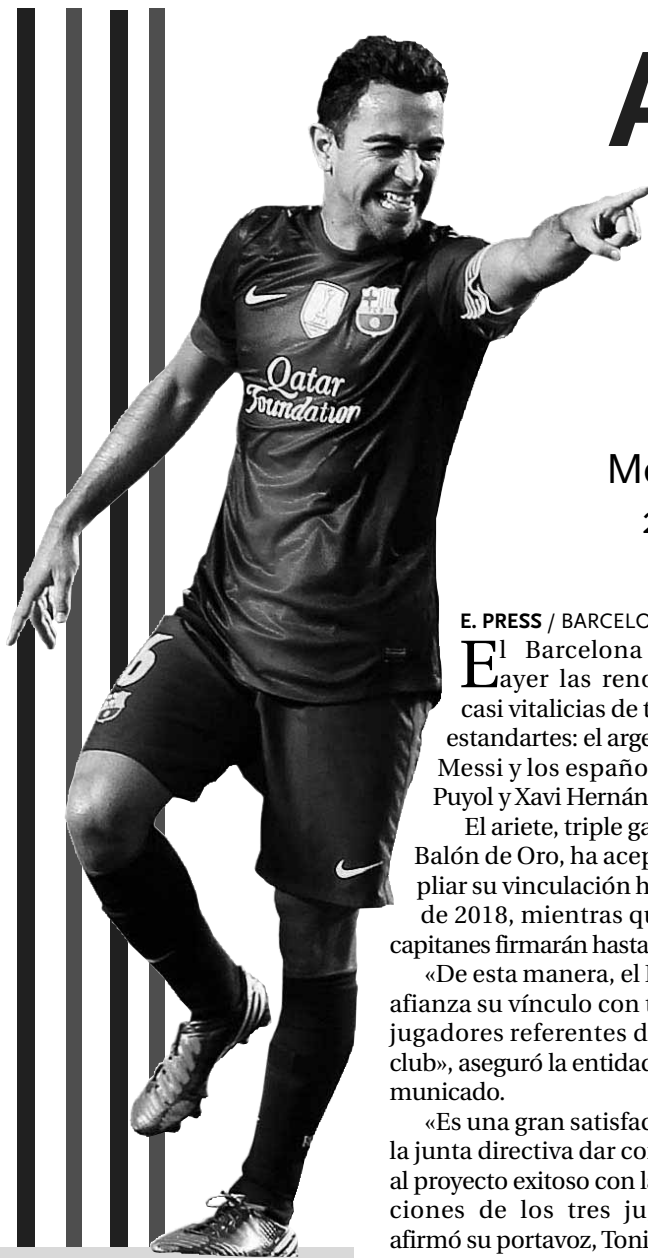 A
Qatar
Foundation
6
E. PRESS / BARCELO
El Barcelona
ayer las reno
casi vitalicias de t
estandartes: el arge
Messi y los españo
Puyol y Xavi Hernán
El ariete, triple ga
Balón de Oro, ha acep
pliar su vinculación h
de 2018, mientras qu
capitanes firmarán hasta
«De esta manera, el
afianza su vínculo con t
jugadores referentes d
club», aseguró la entidad
municado.
«Es una gran satisfac
la junta directiva dar co
al proyecto exitoso con la
ciones de los tres ju
afirmó su portavoz, Toni